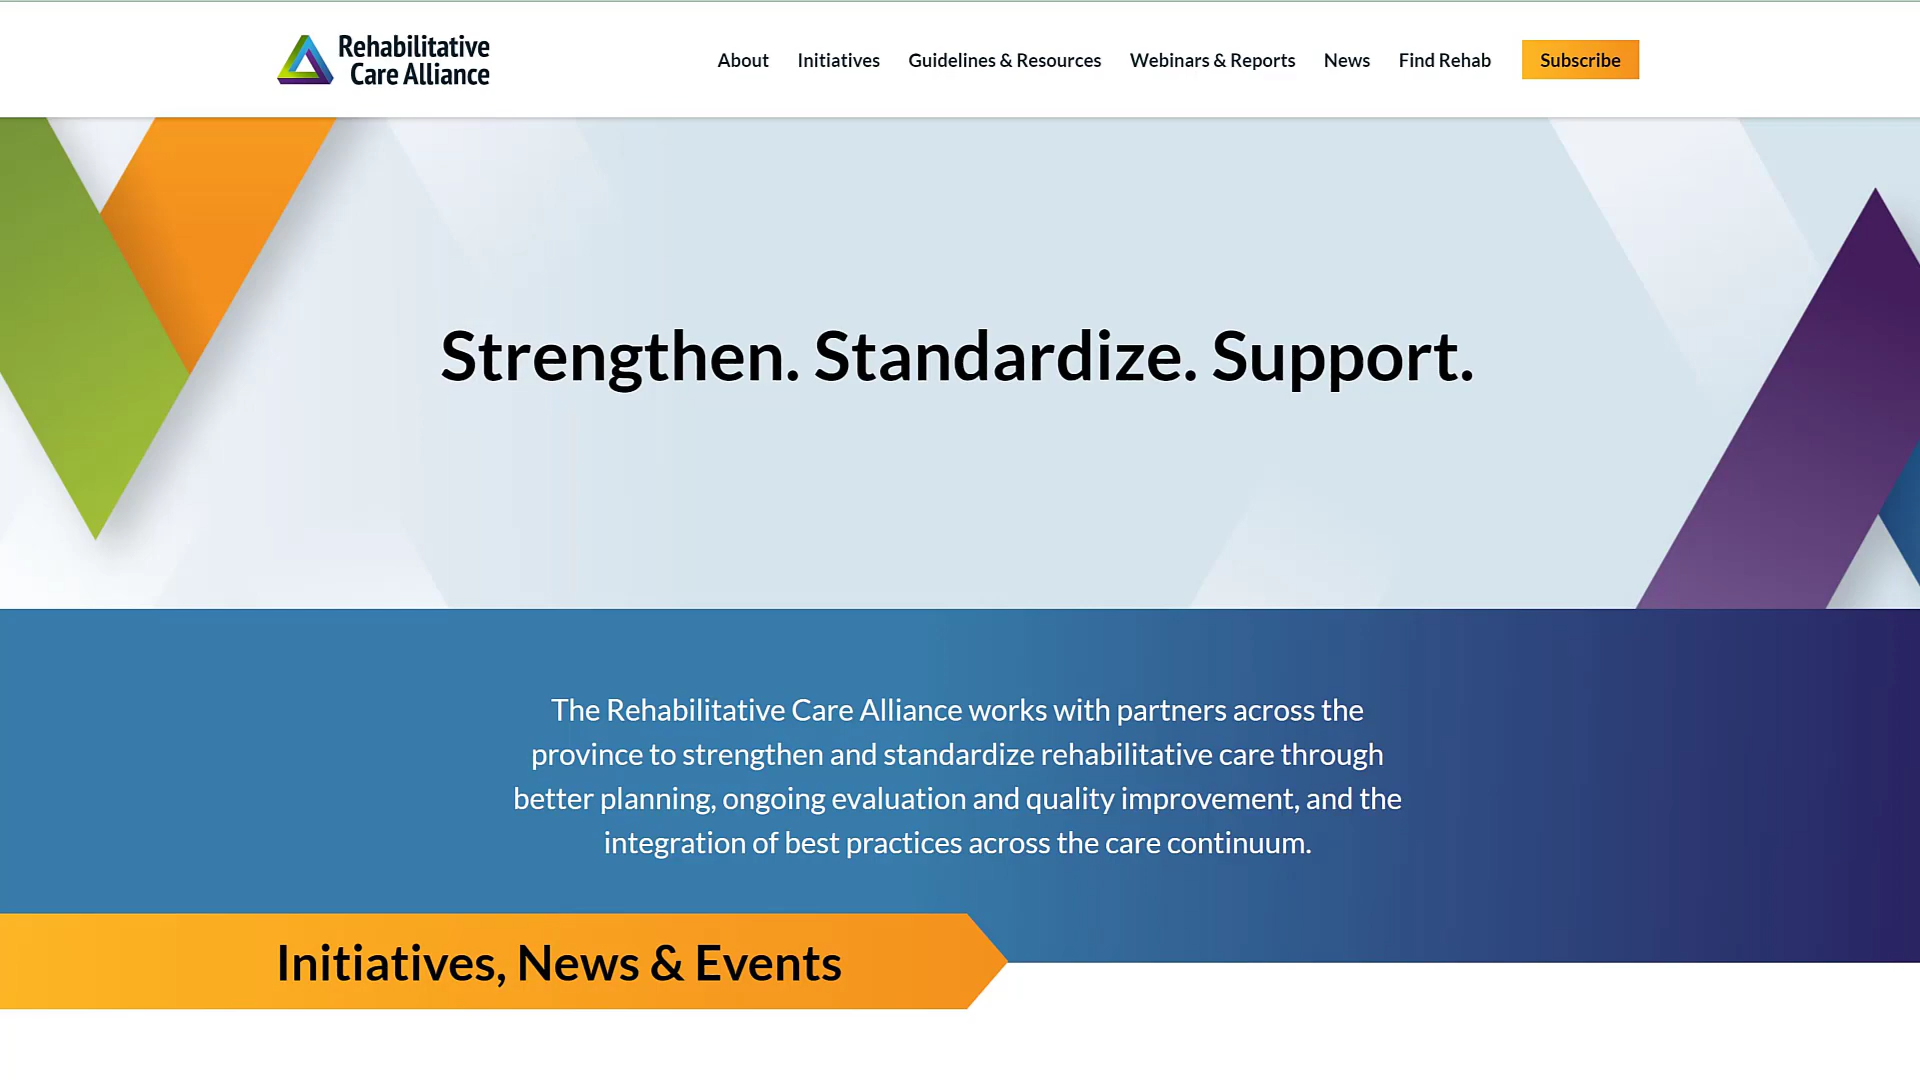 Rehabilitative
Care Alliance
About Initiatives Guidelines & Resources Webinars & Reports News Find Rehab Subscribe
Strengthen. Standardize. Support.
The Rehabilitative Care Alliance works with partners across the
province to strengthen and standardize rehabilitative care through
better planning, ongoing evaluation and quality improvement, and the
integration of best practices across the care continuum.
Initiatives, News & Events